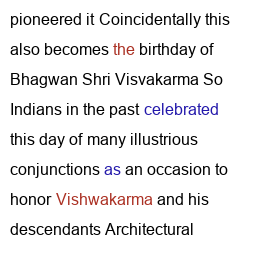 pioneered it Coincidentally this
also becomes the birthday of
Bhagwan Shri Visvakarma So
Indians in the past celebrated
this day of many illustrious
conjunctions as an occasion to
honor Vishwakarma and his
descendants Architectural